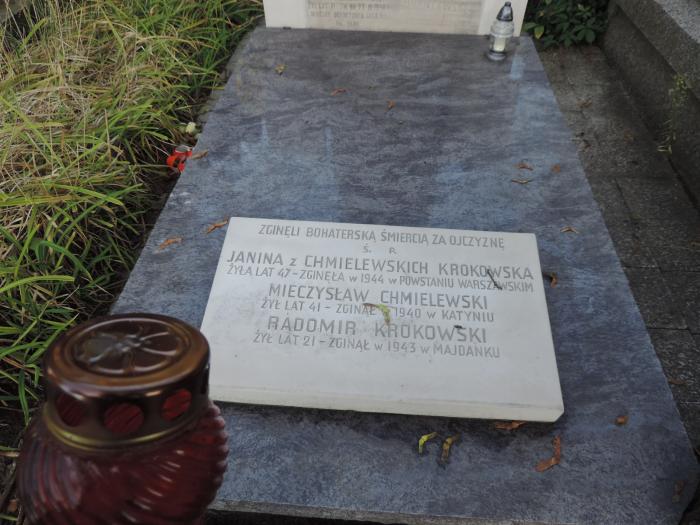 ZGINĘLI BOHATERSKĄ ŚMIERCIĄ ZA OJCZYZNĘ
Ś. P.
JANINA z CHMIELEWSKICH KROKOWSKA
ŻYŁA LAT 47 - ZGINĘŁA w 1944 w POWSTANIU WARSZAWSKIM
MIECZYSŁAW CHMIELEWSKI
ŻYŁ LAT 41 - ZGINĄŁ w 1940 w KATYNIU
RADOMIR KROKOWSKI
ŻYŁ LAT 21 - ZGINĄŁ w 1943 w MAJDANKU